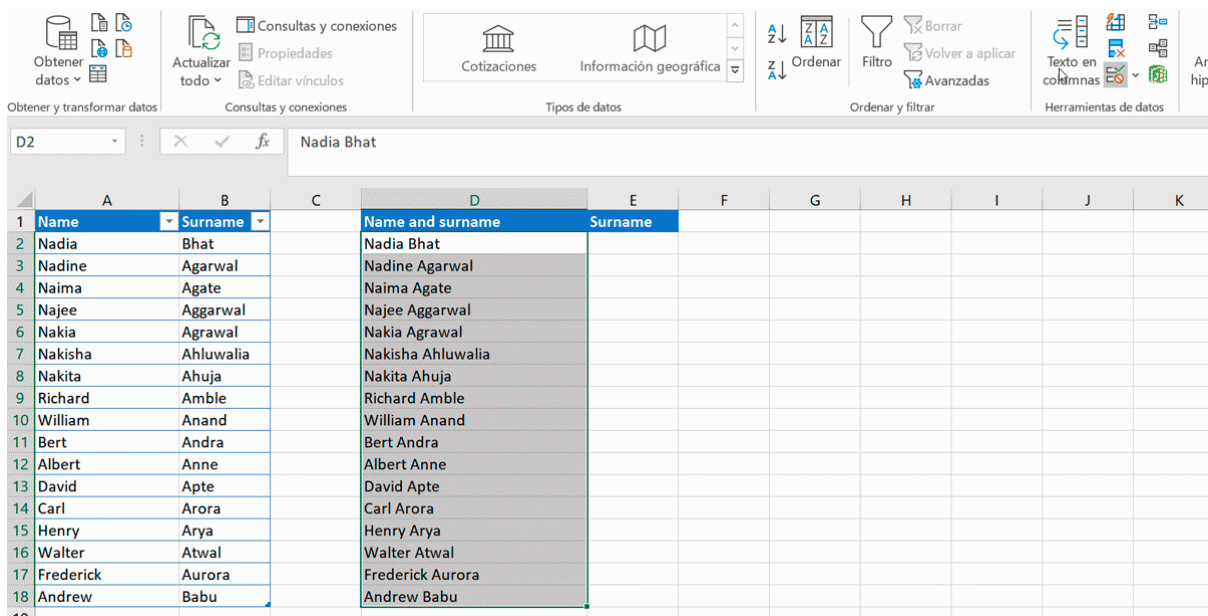 Obtener datos
Actualizar todo
Consultas y conexiones
Propiedades
Editar vínculos
Cotizaciones
Información geográfica
Ordenar
Filtro
Borrar
Volver a aplicar
Avanzadas
Texto en columnas
Obtener y transformar datos
Consultas y conexiones
Tipos de datos
Ordenar y filtrar
Herramientas de datos
D2 fx Nadia Bhat
A B C D E F G H I J K
1 Name Surname Name and surname Surname
2 Nadia Bhat Nadia Bhat
3 Nadine Agarwal Nadine Agarwal
4 Naima Agate Naima Agate
5 Najee Aggarwal Najee Aggarwal
6 Nakia Agrawal Nakia Agrawal
7 Nakisha Ahluwalia Nakisha Ahluwalia
8 Nakita Ahuja Nakita Ahuja
9 Richard Amble Richard Amble
10 William Anand William Anand
11 Bert Andra Bert Andra
12 Albert Anne Albert Anne
13 David Apte David Apte
14 Carl Arora Carl Arora
15 Henry Arya Henry Arya
16 Walter Atwal Walter Atwal
17 Frederick Aurora Frederick Aurora
18 Andrew Babu Andrew Babu